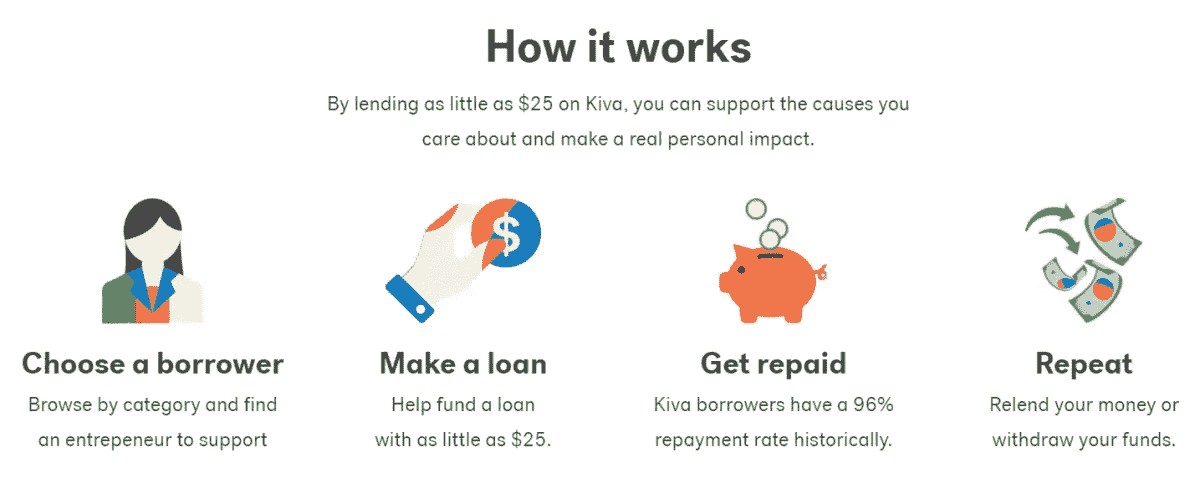 How it works
By lending as little as $25 on Kiva, you can support the causes you
care about and make a real personal impact.
$
Choose a borrower
Browse by category and find
an entrepeneur to support
Make a loan
Help fund a loan
with as little as $25.
Get repaid
Kiva borrowers have a 96%
repayment rate historically.
Repeat
Relend your money or
withdraw your funds.